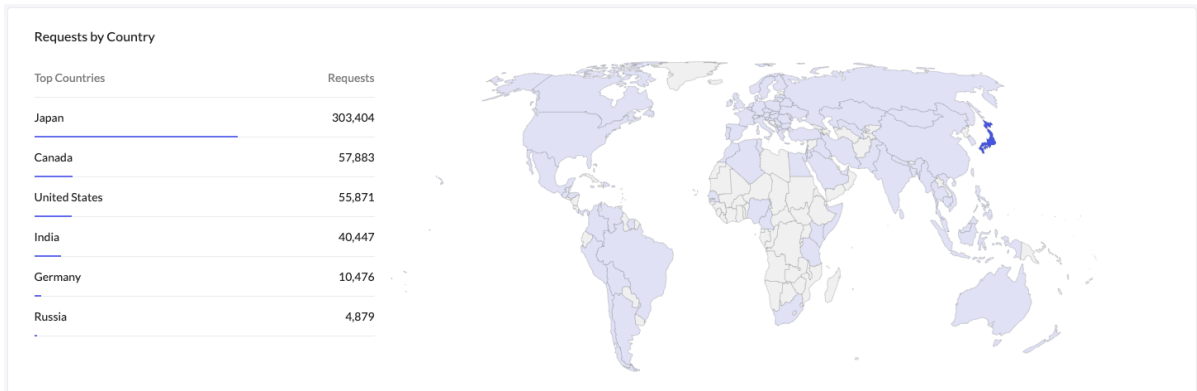 Requests by Country
Top Countries Requests
Japan 303,404
Canada 57,883
United States 55,871
India 40,447
Germany 10,476
Russia 4,879